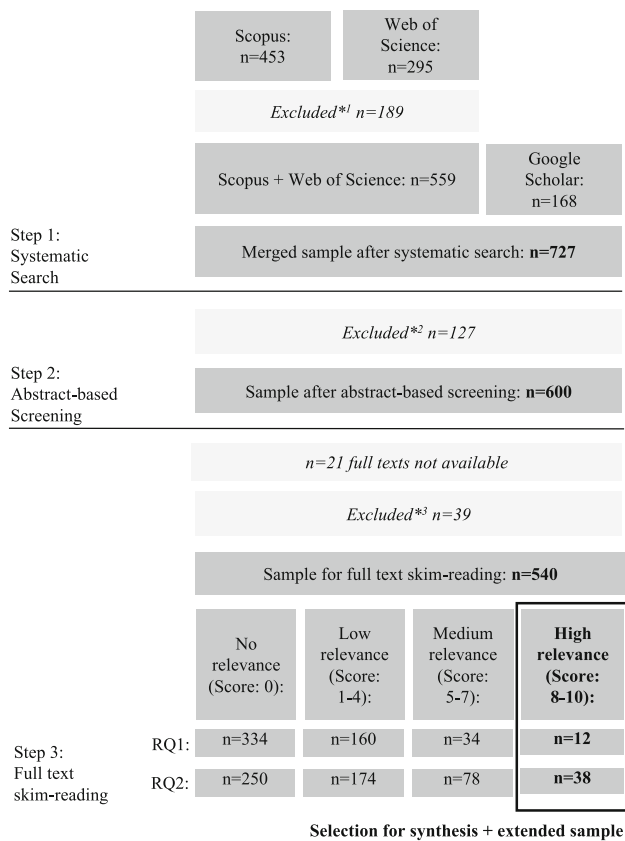 Scopus:
n=453
Web of
Science:
n=295
Excluded*1 n=189
Scopus + Web of Science: n=559
Google
Scholar:
n=168
Step 1:
Systematic
Search
Merged sample after systematic search: n=727
Excluded*2 n=127
Step 2:
Abstract-based
Screening
Sample after abstract-based screening: n=600
n=21 full texts not available
Excluded*3 n=39
Sample for full text skim-reading: n=540
No
relevance
(Score: 0):
Low
relevance
(Score:
1-4):
Medium
relevance
(Score:
5-7):
High
relevance
(Score:
8-10):
Step 3:
Full text
skim-reading
RQ1: n=334 n=160 n=34 n=12
RQ2: n=250 n=174 n=78 n=38
Selection for synthesis + extended sample